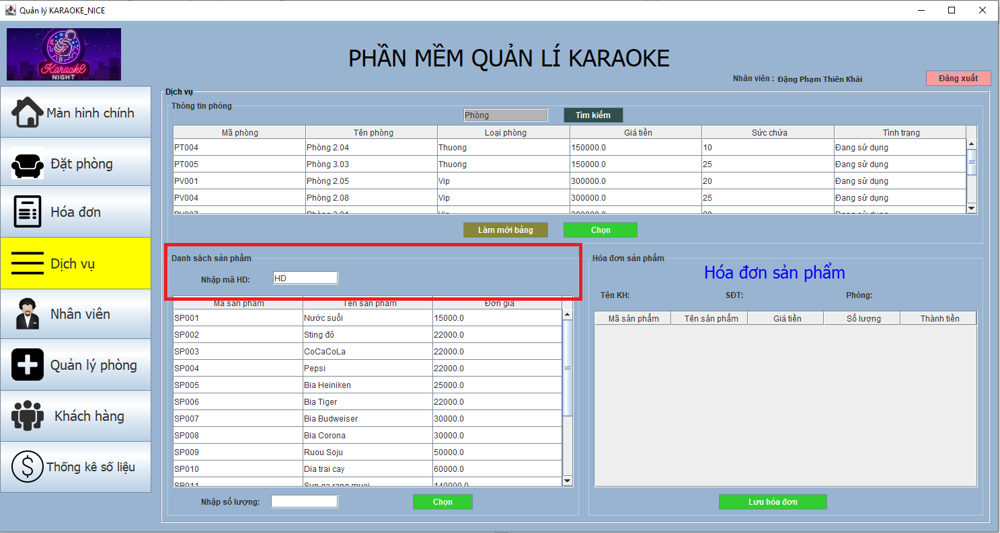 Quản lý KARAOKE_NICE
Karaoke
NIGHT
PHẦN MỀM QUẢN LÍ KARAOKE
Nhân viên : Đặng Phạm Thiên Khải
Đăng xuất
Màn hình chính
Đặt phòng
Hóa đơn
Dịch vụ
Nhân viên
Quản lý phòng
Khách hàng
Thống kê số liệu
Dịch vụ
Thông tin phòng
Phòng Tìm kiếm
Mã phòng Tên phòng Loại phòng Giá tiền Sức chứa Tình trạng
PT004 Phòng 2.04 Thuong 150000.0 10 Đang sử dụng
PT005 Phòng 3.03 Thuong 150000.0 25 Đang sử dụng
PV001 Phòng 2.05 Vip 300000.0 20 Đang sử dụng
PV004 Phòng 2.08 Vip 300000.0 25 Đang sử dụng
Làm mới bảng Chọn
Danh sách sản phẩm
Nhập mã HD: HD
Mã sản phẩm Tên sản phẩm Đơn giá
SP001 Nước suối 15000.0
SP002 Sting đỏ 22000.0
SP003 CoCaCoLa 22000.0
SP004 Pepsi 22000.0
SP005 Bia Heiniken 25000.0
SP006 Bia Tiger 22000.0
SP007 Bia Budweiser 30000.0
SP008 Bia Corona 30000.0
SP009 Ruou Soju 50000.0
SP010 Dia trai cay 60000.0
SP011 Sun ga rang muoi 140000.0
Nhập số lượng: Chọn
Hóa đơn sản phẩm
Hóa đơn sản phẩm
Tên KH: SĐT: Phòng:
Mã sản phẩm Tên sản phẩm Giá tiền Số lượng Thành tiền
Lưu hóa đơn